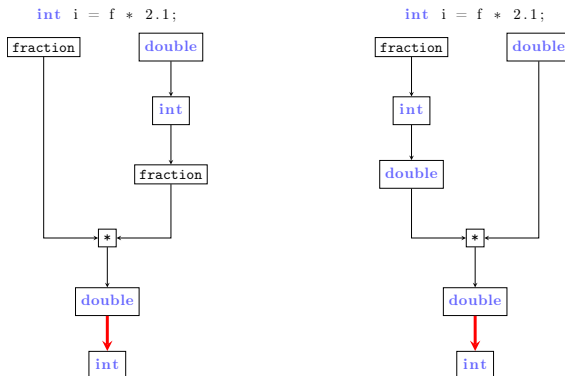 int i = f * 2.1;
fraction
double
int
fraction
*
double
int
int i = f * 2.1;
fraction
double
int
double
*
double
int